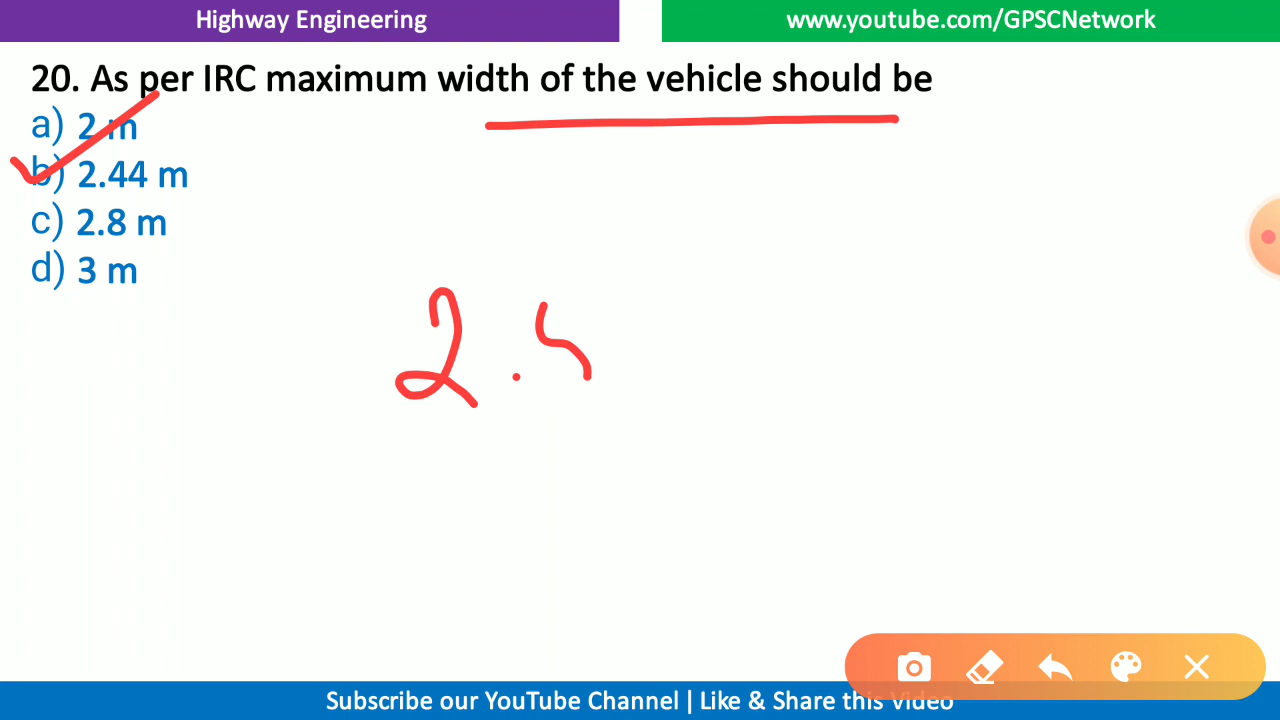 Highway Engineering
www.youtube.com/GPSCNetwork
20. As per IRC maximum width of the vehicle should be
a) 2 m
b) 2.44 m
c) 2.8 m
d) 3 m
2.
Subscribe our YouTube Channel | Like & Share this Video